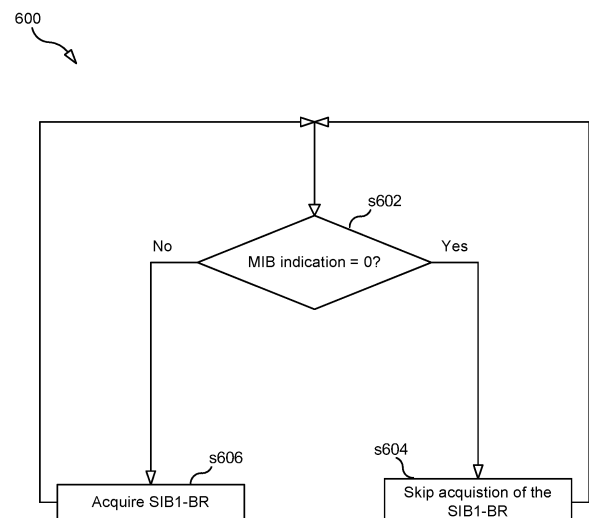 600
s602
No
Yes
MIB indication = 0?
s606
s604
Acquire SIB1-BR
Skip acquistion of the
SIB1-BR